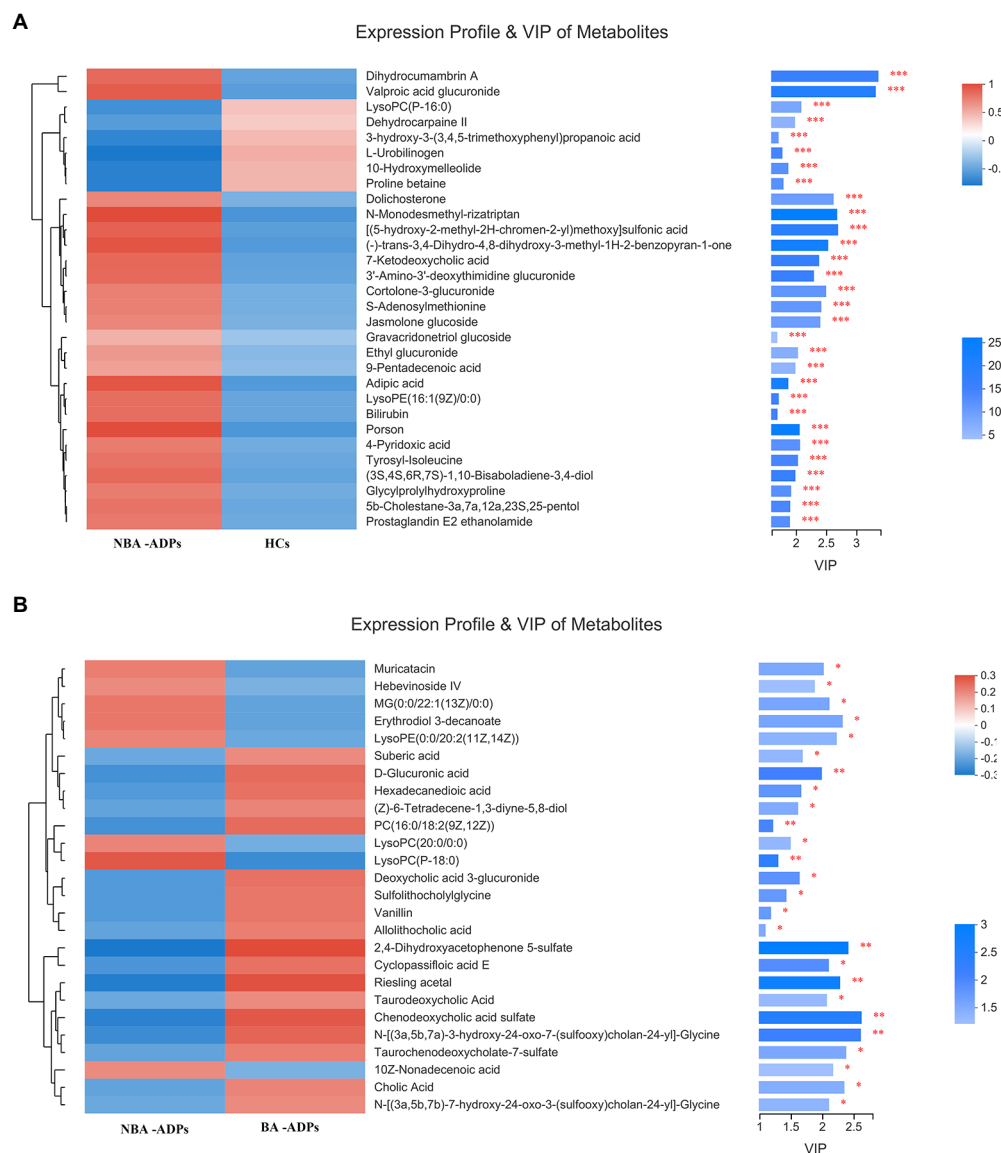 A
Expression Profile & VIP of Metabolites
Dihydrocumambrin A ***
Valproic acid glucuronide ***
LysoPC(P-16:0) ***
Dehydrocarpaine II ***
3-hydroxy-3-(3,4,5-trimethoxyphenyl)propanoic acid ***
L-Urobilinogen ***
10-Hydroxymelleolide ***
Proline betaine ***
Dolichosterone ***
N-Monodesmethyl-rizatriptan ***
[(5-hydroxy-2-methyl-2H-chromen-2-yl)methoxy]sulfonic acid ***
(-)-trans-3,4-Dihydro-4,8-dihydroxy-3-methyl-1H-2-benzopyran-1-one ***
7-Ketodeoxycholic acid ***
3'-Amino-3'-deoxythimidine glucuronide ***
Cortolone-3-glucuronide ***
S-Adenosylmethionine ***
Jasmolone glucoside ***
Gravacridonetriol glucoside ***
Ethyl glucuronide ***
9-Pentadecenoic acid ***
Adipic acid ***
LysoPE(16:1(9Z)/0:0) ***
Bilirubin ***
Porson ***
4-Pyridoxic acid ***
Tyrosyl-Isoleucine ***
(3S,4S,6R,7S)-1,10-Bisaboladiene-3,4-diol ***
Glycylprolylhydroxyproline ***
5b-Cholestane-3a,7a,12a,23S,25-pentol ***
Prostaglandin E2 ethanolamide ***
NBA -ADPs HCs
2 2.5 3
VIP
1
0.5
0
-0.
25
20
15
10
5
B
Expression Profile & VIP of Metabolites
Muricatacin *
Hebevinoside IV *
MG(0:0/22:1(13Z)/0:0) *
Erythrodiol 3-decanoate *
LysoPE(0:0/20:2(11Z,14Z)) *
Suberic acid *
D-Glucuronic acid **
Hexadecanedioic acid *
(Z)-6-Tetradecene-1,3-diyne-5,8-diol *
PC(16:0/18:2(9Z,12Z)) **
LysoPC(20:0/0:0) *
LysoPC(P-18:0) **
Deoxycholic acid 3-glucuronide *
Sulfolithocholylglycine *
Vanillin *
Allolithocholic acid *
2,4-Dihydroxyacetophenone 5-sulfate **
Cyclopassifloic acid E *
Riesling acetal **
Taurodeoxycholic Acid *
Chenodeoxycholic acid sulfate **
N-[(3a,5b,7a)-3-hydroxy-24-oxo-7-(sulfooxy)cholan-24-yl]-Glycine **
Taurochenodeoxycholate-7-sulfate *
10Z-Nonadecenoic acid *
Cholic Acid *
N-[(3a,5b,7b)-7-hydroxy-24-oxo-3-(sulfooxy)cholan-24-yl]-Glycine *
NBA -ADPs BA -ADPs
1 1.5 2 2.5
VIP
0.3
0.2
0.1
0
-0.1
-0.2
-0.3
3
2.5
2
1.5